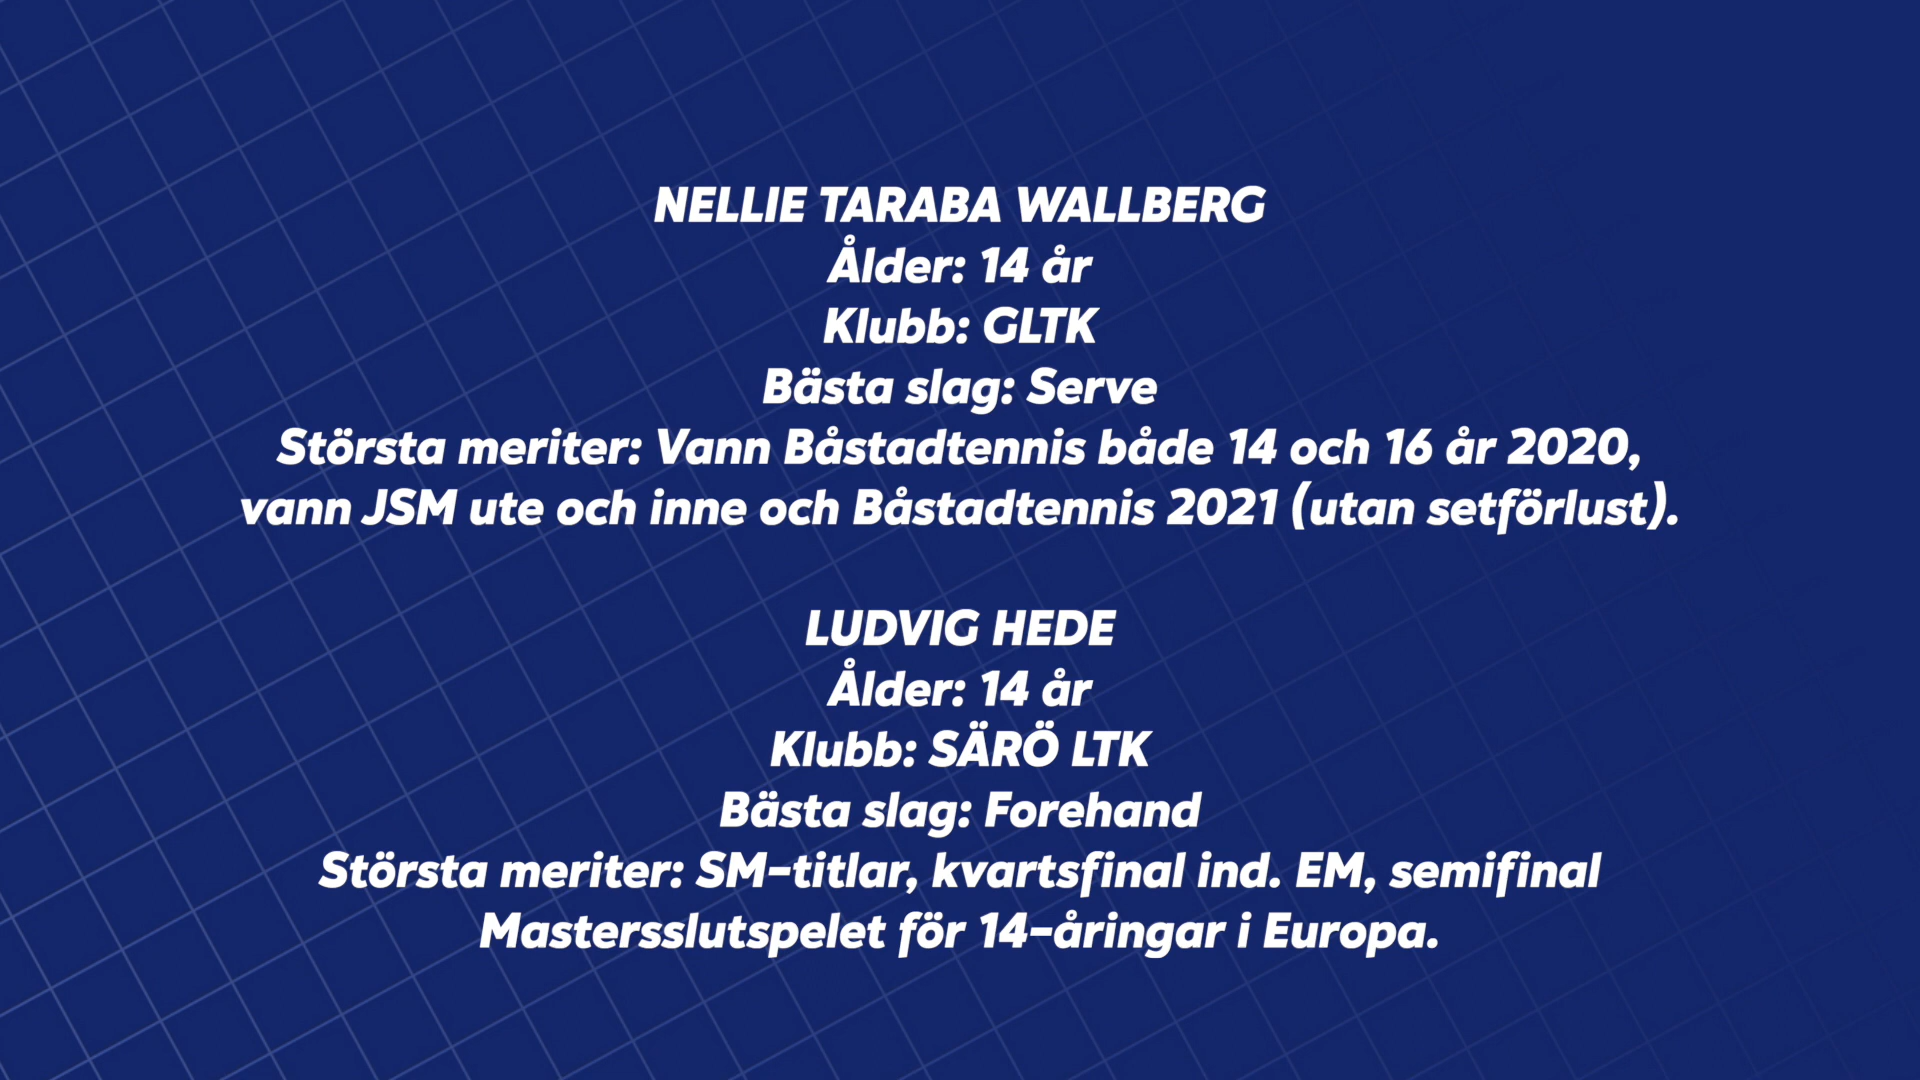 NELLIE TARABA WALLBERG
Ålder: 14 år
Klubb: GLTK
Bästa slag: Serve
Största meriter: Vann Båstadtennis både 14 och 16 år 2020,
vann JSM ute och inne och Båstadtennis 2021 (utan setförlust).
LUDVIG HEDE
Ålder: 14 år
Klubb: SÄRÖ LTK
Bästa slag: Forehand
Största meriter: SM-titlar, kvartsfinal ind. EM, semifinal
Mastersslutspelet för 14-åringar i Europa.